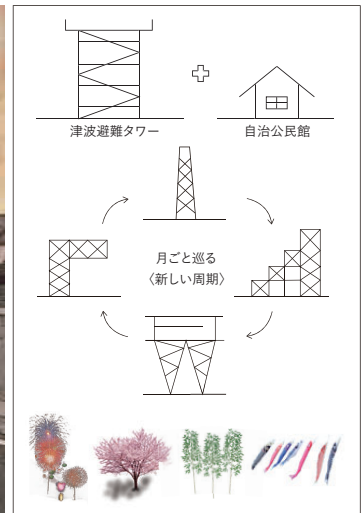 津波避難タワー
自治公民館
月ごと巡る
〈新しい周期〉